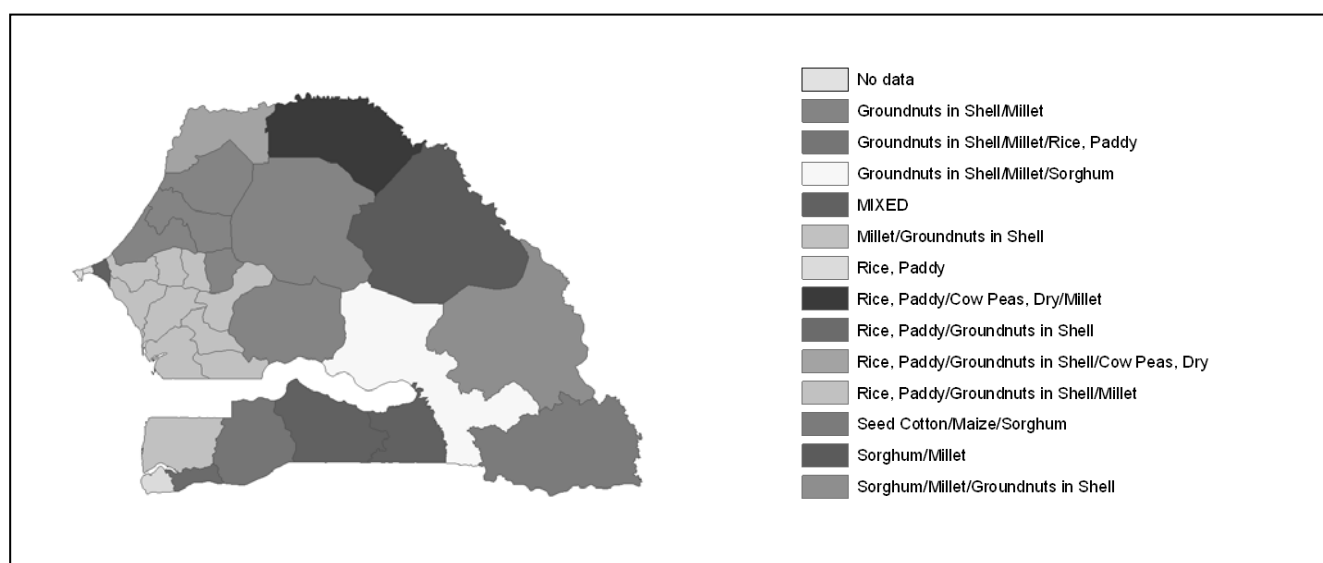 No data
Groundnuts in Shell/Millet
Groundnuts in Shell/Millet/Rice, Paddy
Groundnuts in Shell/Millet/Sorghum
MIXED
Millet/Groundnuts in Shell
Rice, Paddy
Rice, Paddy/Cow Peas, Dry/Millet
Rice, Paddy/Groundnuts in Shell
Rice, Paddy/Groundnuts in Shell/Cow Peas, Dry
Rice, Paddy/Groundnuts in Shell/Millet
Seed Cotton/Maize/Sorghum
Sorghum/Millet
Sorghum/Millet/Groundnuts in Shell